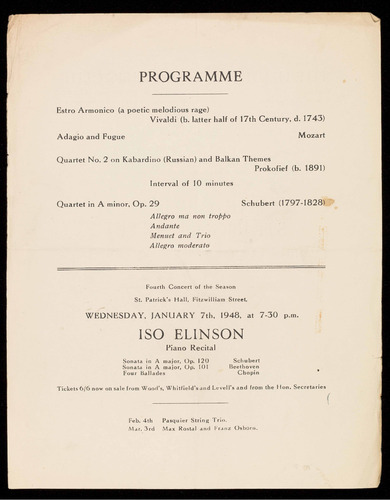 PROGRAMME
Estro Armonico (a poetic melodious rage)
Vivaldi (b. latter half of 17th Century, d. 1743)
Adagio and Fugue Mozart
Quartet No. 2 on Kabardino (Russian) and Balkan Themes
Prokofief (b. 1891)
Interval of 10 minutes
Quartet in A minor, Op. 29 Schubert (1797-1828)
Allegro ma non troppo
Andante
Menuet and Trio
Allegro moderato
Fourth Concert of the Season
St. Patrick's Hall, Fitzwilliam Street.
WEDNESDAY, JANUARY 7th, 1948, at 7-30 p.m.
ISO ELINSON
Piano Recital
Sonata in A major, Op. 120 Schubert
Sonata in A major, Op. 101 Beethoven
Four Ballades Chopin
Tickets 6/6 now on sale from Wood's, Whitfield's and Lovell's and from the Hon. Secretaries
Feb. 4th Pasquier String Trio.
Mar. 3rd Max Rostal and Franz Osborn.